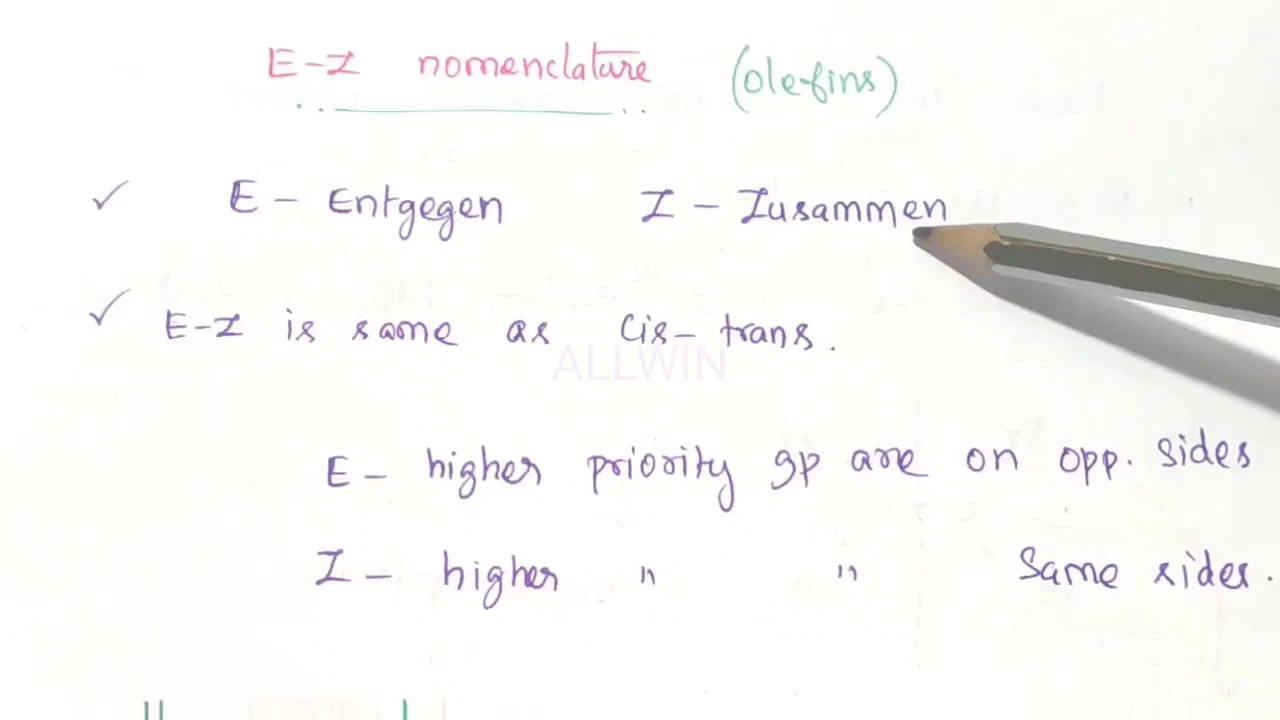 E-Z nomenclature (olefins)
✓ E - Entgegen Z - Zusammen
✓ E-Z is same as Cis-trans.
ALLWIN
E - higher priority gp are on opp. sides
Z - higher " " Same sides.